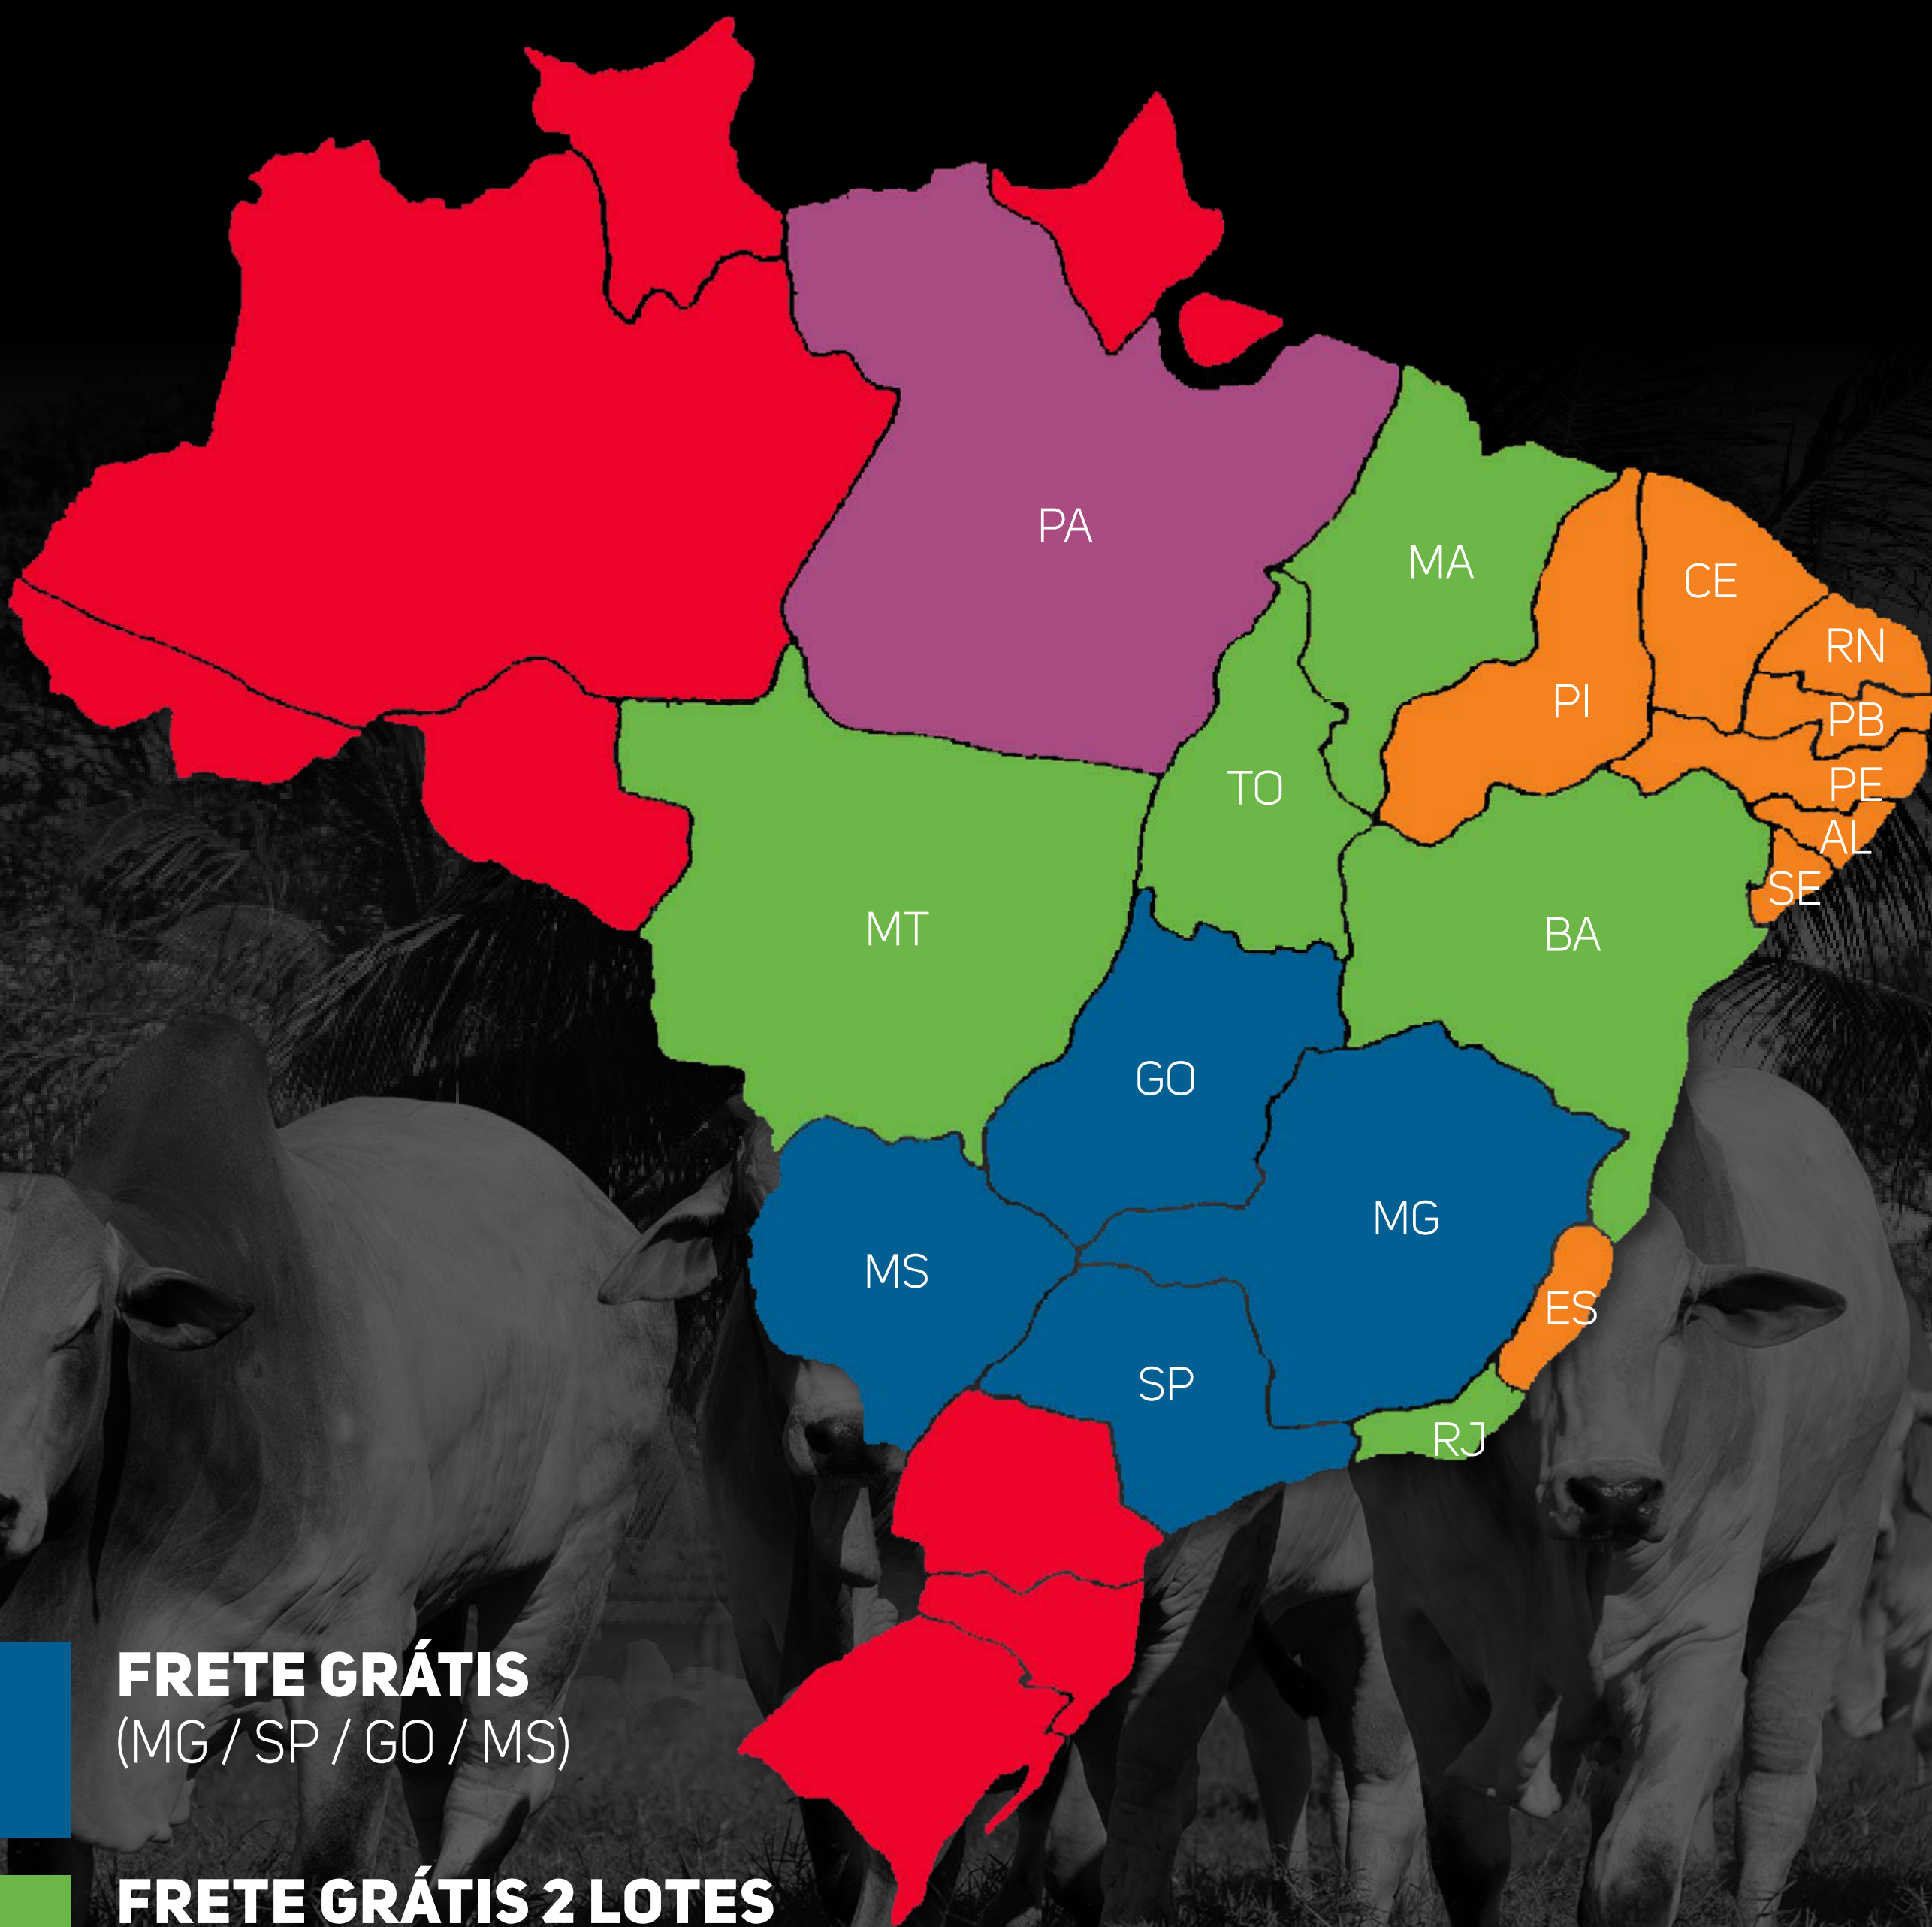 PA
MA
CE
RN
PI
PB
PE
TO
AL
SE
MT
BA
GO
MG
MS
ES
SP
RJ
FRETE GRÁTIS
(MG / SP / GO / MS)
FRETE GRÁTIS 2 LOTES